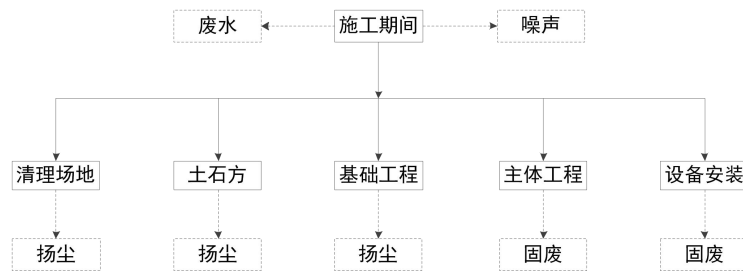 废水 施工期间 噪声
清理场地 土石方 基础工程 主体工程 设备安装
扬尘 扬尘 扬尘 固废 固废